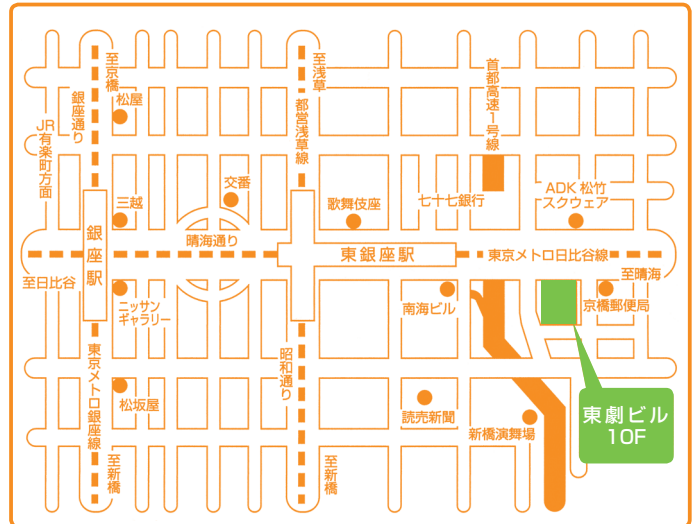 至京橋
銀座通り
松屋
JR有楽町方面
至浅草
都営浅草線
首都高速1号線
三越
交番
歌舞伎座
七十七銀行
ADK 松竹
スクウェア
銀座駅
晴海通り
東銀座駅
東京メトロ日比谷線
至日比谷
至晴海
ニッサン
ギャラリー
南海ビル
京橋郵便局
東京メトロ銀座線
昭和通り
松坂屋
読売新聞
新橋演舞場
東劇ビル
10F
至新橋
至新橋